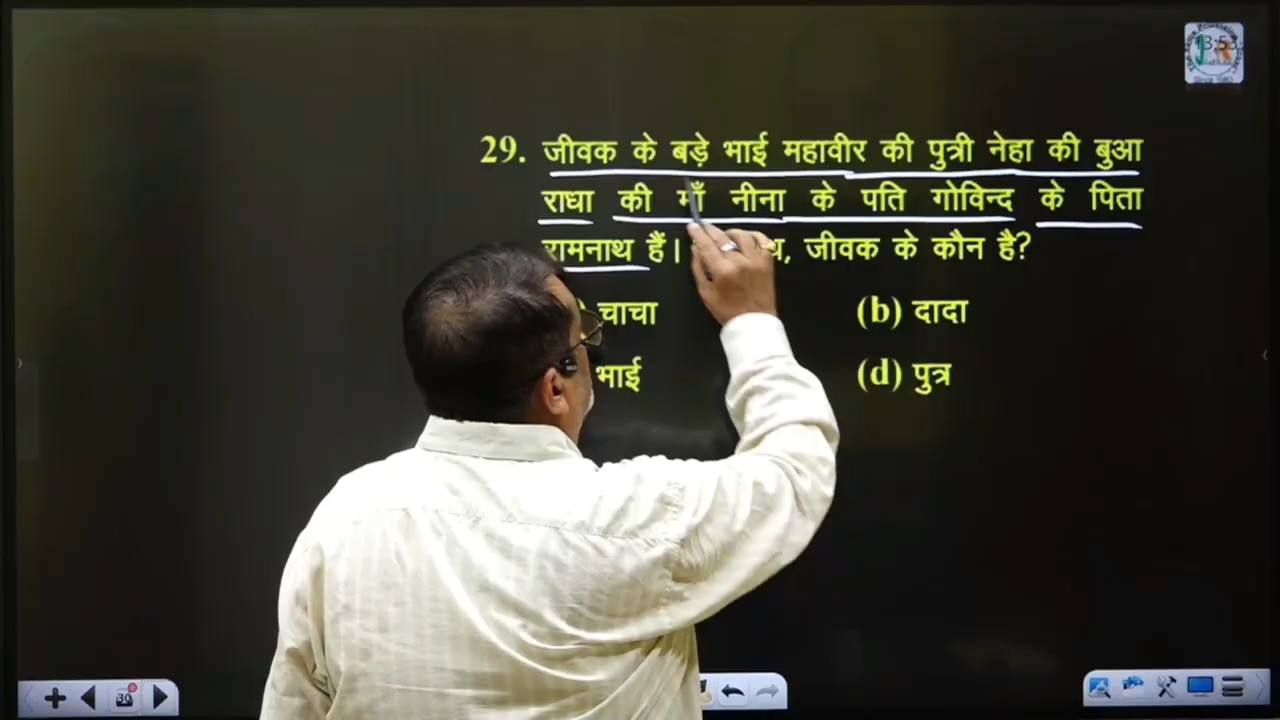 29. जीवक के बड़े भाई महावीर की पुत्री नेहा की बुआ
राधा की माँ नीना के पति गोविन्द के पिता
रामनाथ हैं। जीवक के कौन है?
चाचा (b) दादा
भाई (d) पुत्र